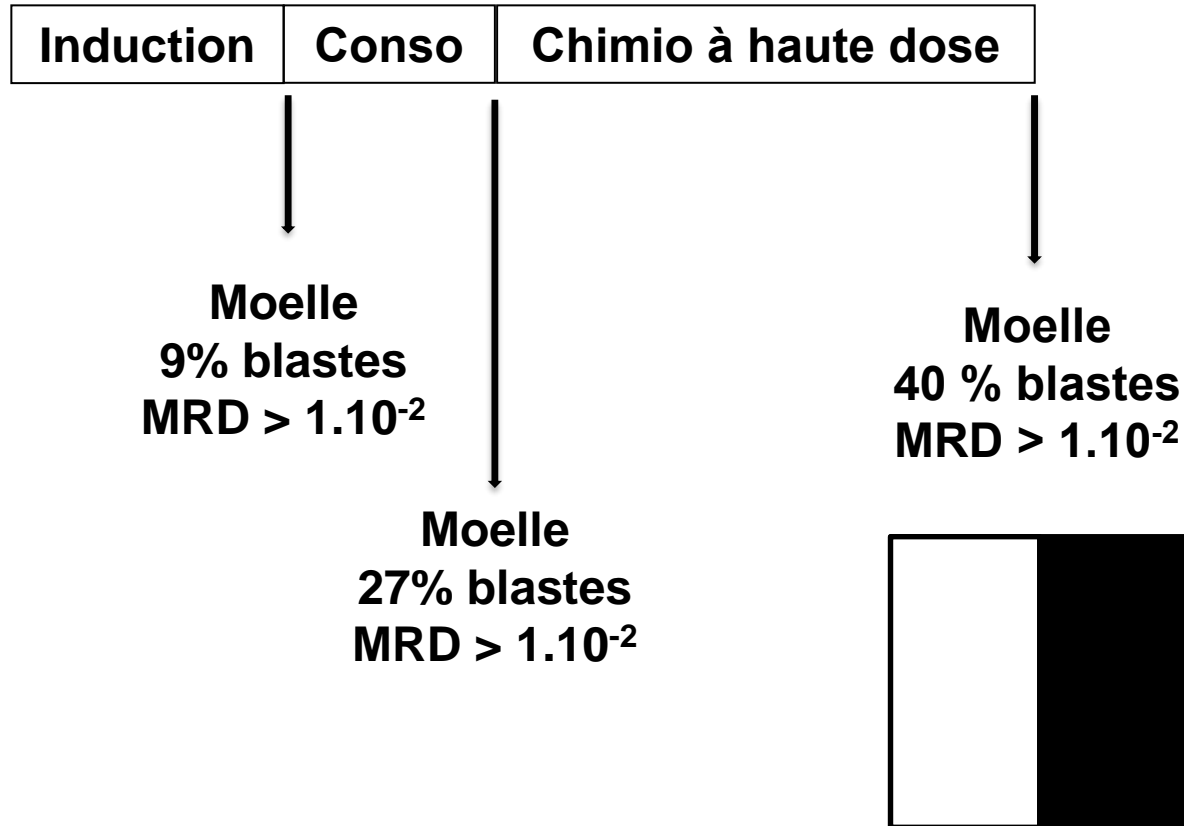 Induction Conso Chimio à haute dose
Moelle
9% blastes
MRD > 1.10⁻²
Moelle
27% blastes
MRD > 1.10⁻²
Moelle
40 % blastes
MRD > 1.10⁻²